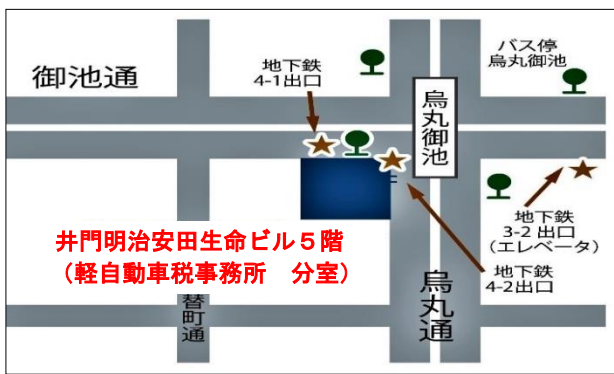 地下鉄
4-1出口
バス停
烏丸御池
御池通
烏丸御池
井門明治安田生命ビル５階
（軽自動車税事務所　分室）
地下鉄
3-2 出口
(エレベータ)
地下鉄
4-2出口
替町通
烏丸通